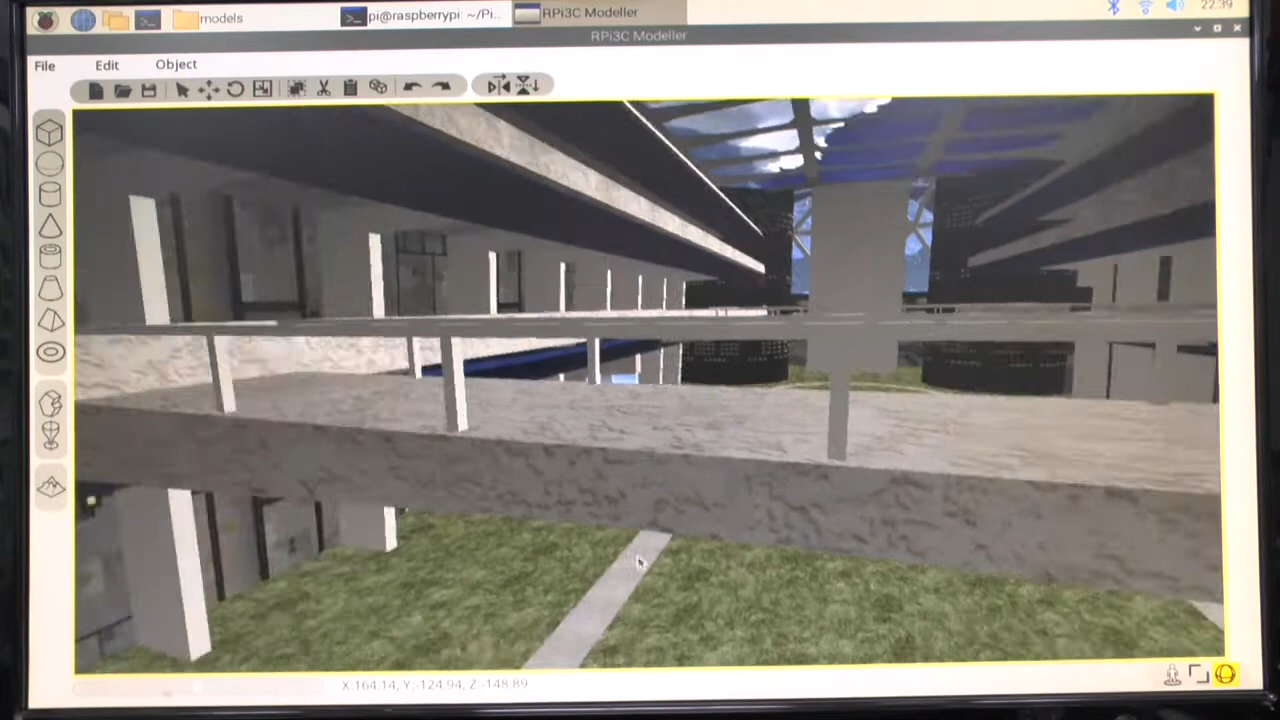 models
pi@raspberrypi: ~/Pi...
RPi3C Modeller
22:39
RPi3C Modeller
File Edit Object
X:164.14, Y:-124.94, Z:-148.89